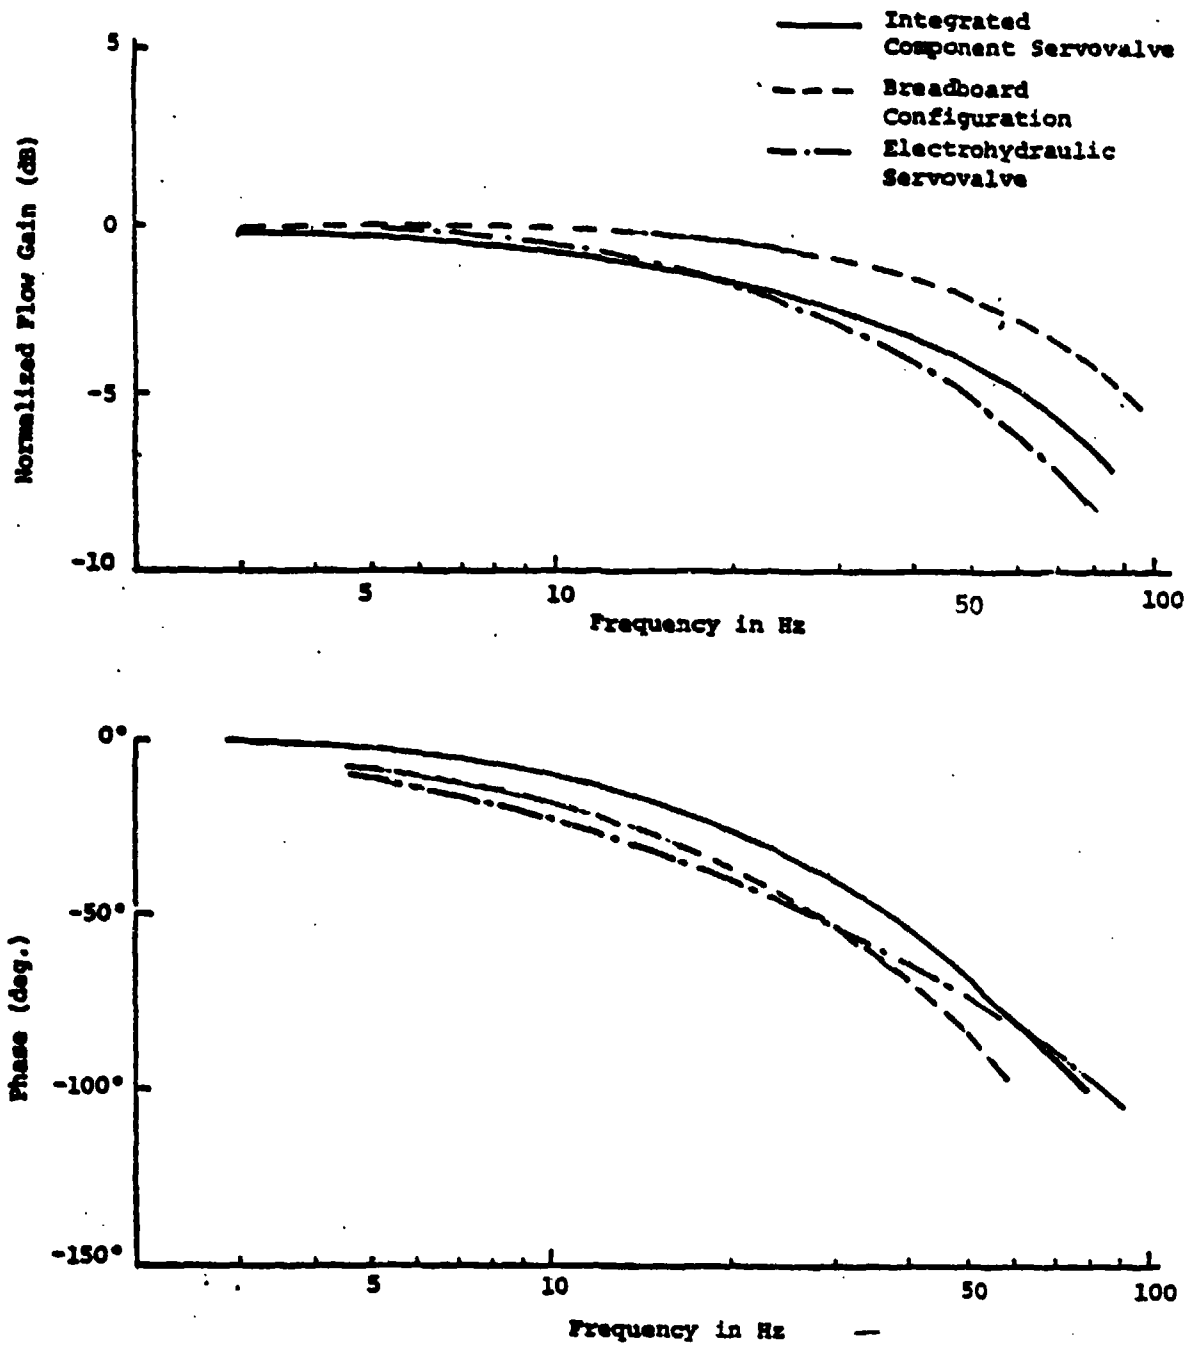 Integrated
Component Servovalve
Breadboard
Configuration
Electrohydraulic
Servovalve
Normalized Flow Gain (dB)
5
0
-5
-10
5
10
50
100
Frequency in Hz
Phase (deg.)
0°
-50°
-100°
-150°
5
10
50
100
Frequency in Hz